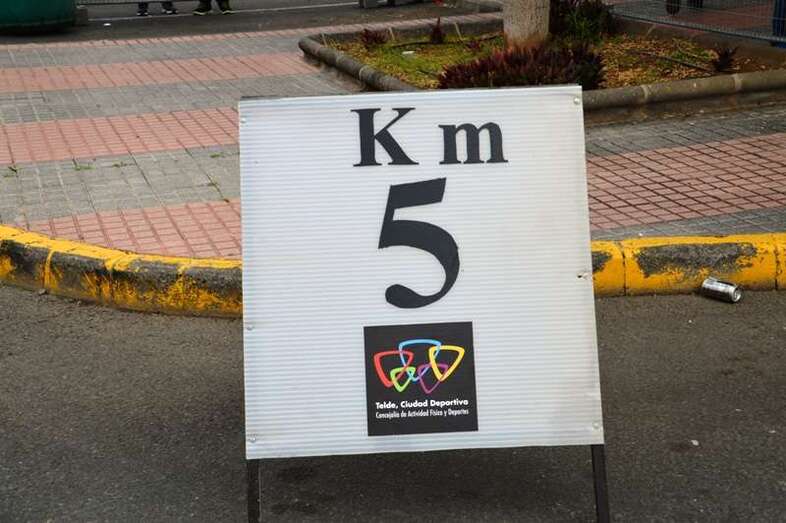 Km
5
Telde, Ciudad Deportiva
Concejalía de Actividad Física y Deportes